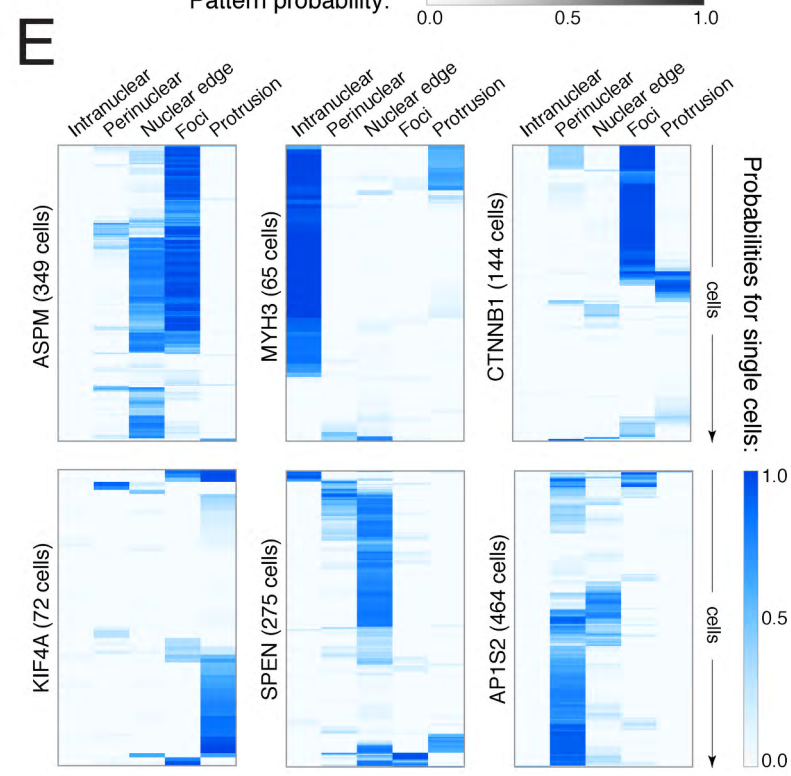 Pattern probability:
0.0 0.5 1.0
E
Intranuclear Perinuclear Nuclear edge Foci Protrusion
Intranuclear Perinuclear Nuclear edge Foci Protrusion
Intranuclear Perinuclear Nuclear edge Foci Protrusion
ASPM (349 cells)
MYH3 (65 cells)
CTNNB1 (144 cells)
cells
KIF4A (72 cells)
SPEN (275 cells)
AP1S2 (464 cells)
cells
Probabilities for single cells:
1.0
0.5
0.0